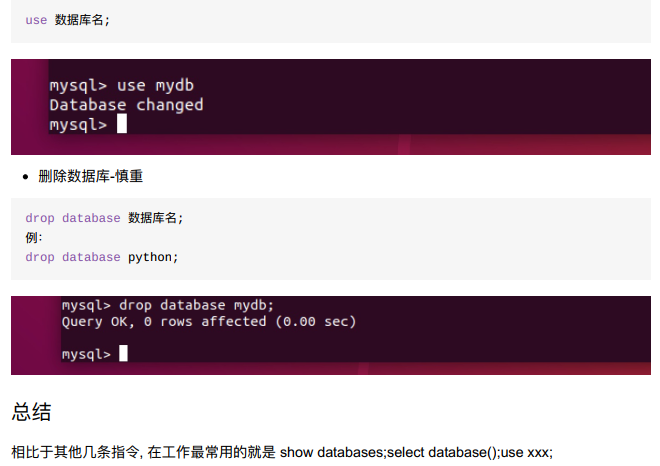 use 数据库名;
mysql> use mydb
Database changed
mysql>
• 删除数据库-慎重
drop database 数据库名;
例:
drop database python;
mysql> drop database mydb;
Query OK, 0 rows affected (0.00 sec)
mysql>
总结
相比于其他几条指令, 在工作最常用的就是 show databases;select database();use xxx;